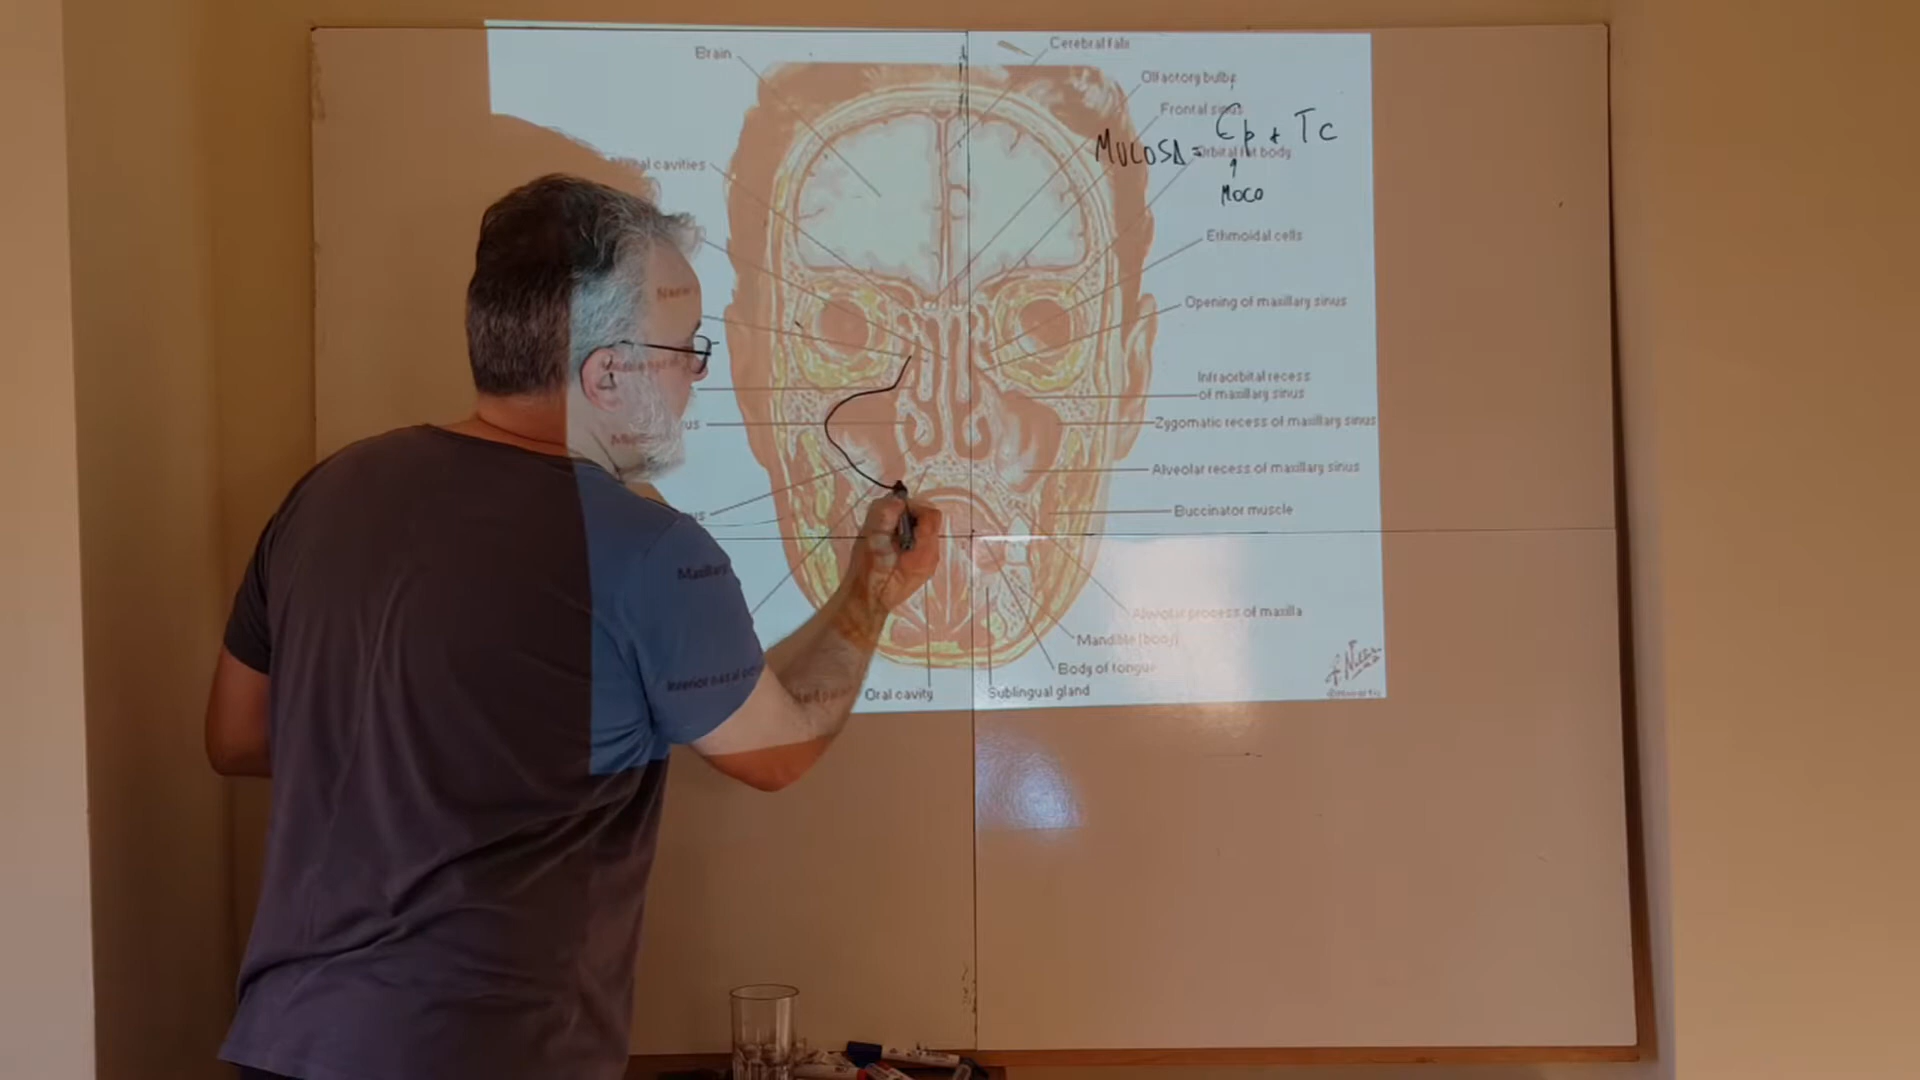 Brain
Cerebral falx
Olfactory bulbs
Frontal sinus
MUCOSA = Ep + Tc
Orbital fat body
MOCO
Nasal cavities
Ethmoidal cells
Opening of maxillary sinus
Infraorbital recess
of maxillary sinus
Zygomatic recess of maxillary sinus
Alveolar recess of maxillary sinus
Buccinator muscle
Alveolar process of maxilla
Mandible (body)
Body of tongue
Sublingual gland
Oral cavity